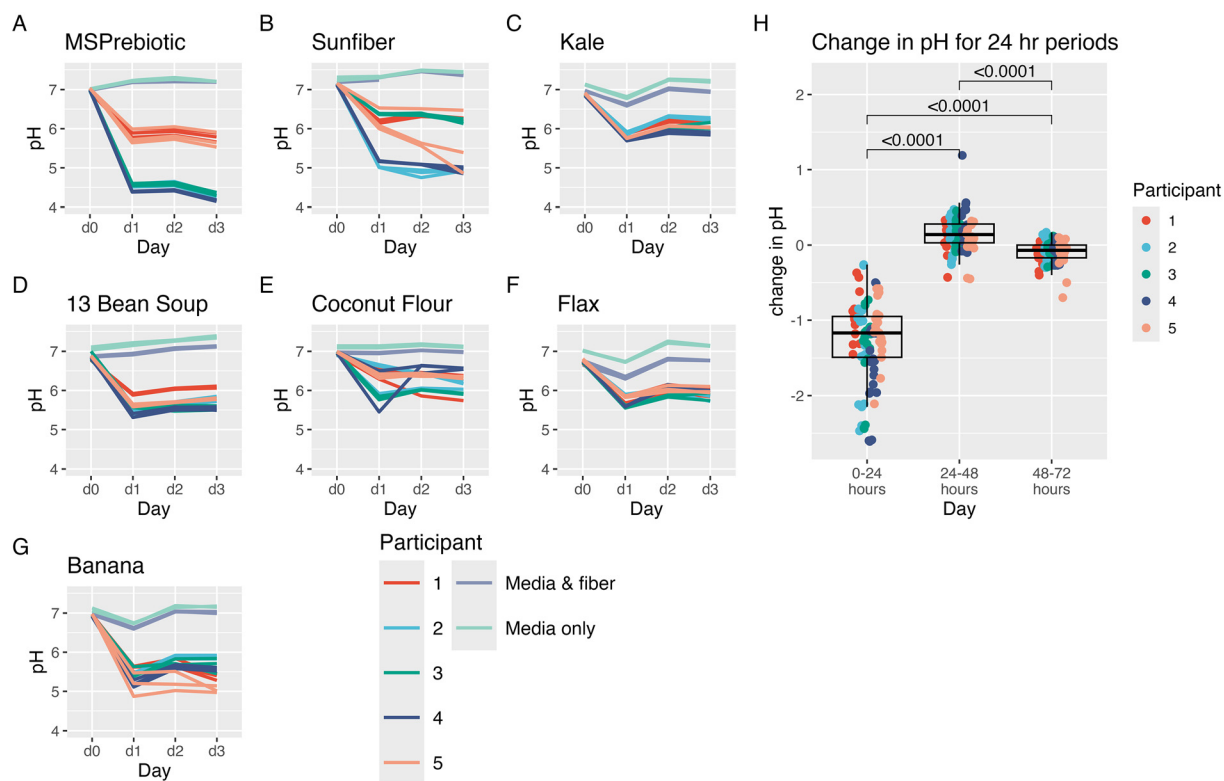 A
MSPrebiotic
7
6
5
4
pH
d0 d1 d2 d3
Day
B
Sunfiber
7
6
5
4
pH
d0 d1 d2 d3
Day
C
Kale
7
6
5
4
pH
d0 d1 d2 d3
Day
D
13 Bean Soup
7
6
5
4
pH
d0 d1 d2 d3
Day
E
Coconut Flour
7
6
5
4
pH
d0 d1 d2 d3
Day
F
Flax
7
6
5
4
pH
d0 d1 d2 d3
Day
G
Banana
7
6
5
4
pH
d0 d1 d2 d3
Day
Participant
1
2
3
4
5
Media & fiber
Media only
H
Change in pH for 24 hr periods
<0.0001
<0.0001
<0.0001
2
1
0
-1
-2
change in pH
0-24 24-48 48-72
hours hours hours
Day
Participant
1
2
3
4
5